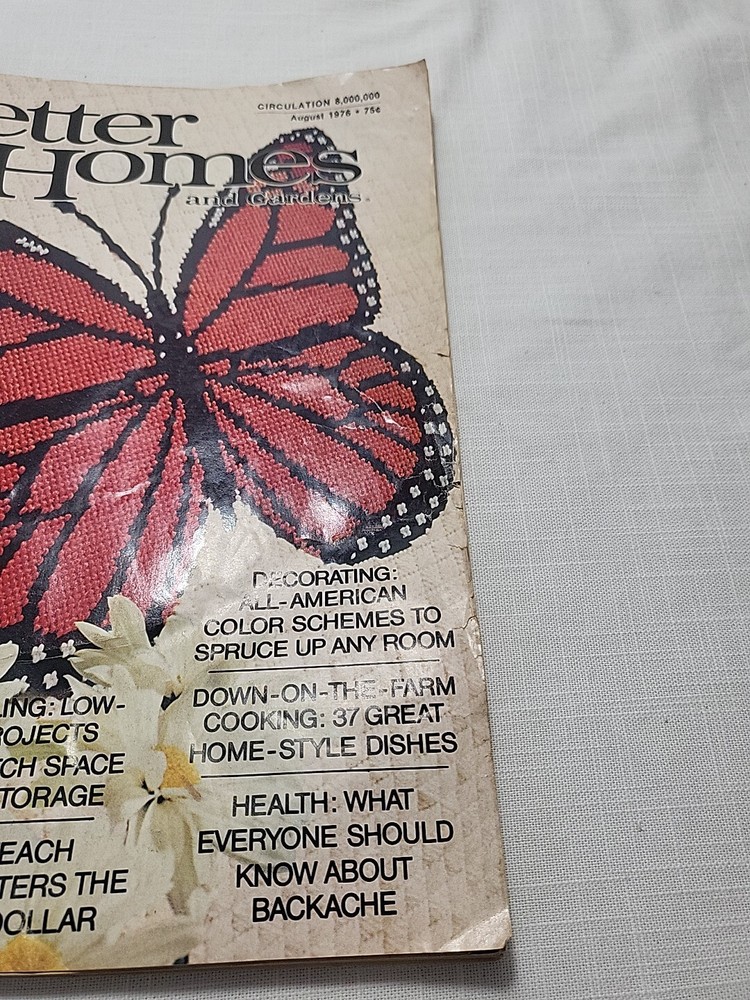 CIRCULATION 8,000,000
August 1976 • 75¢
etter
Homes
and Gardens
DECORATING:
ALL-AMERICAN
COLOR SCHEMES TO
SPRUCE UP ANY ROOM
DOWN-ON-THE-FARM
COOKING: 37 GREAT
HOME-STYLE DISHES
HEALTH: WHAT
EVERYONE SHOULD
KNOW ABOUT
BACKACHE
LING: LOW-
ROJECTS
TCH SPACE
TORAGE
EACH
TERS THE
DOLLAR